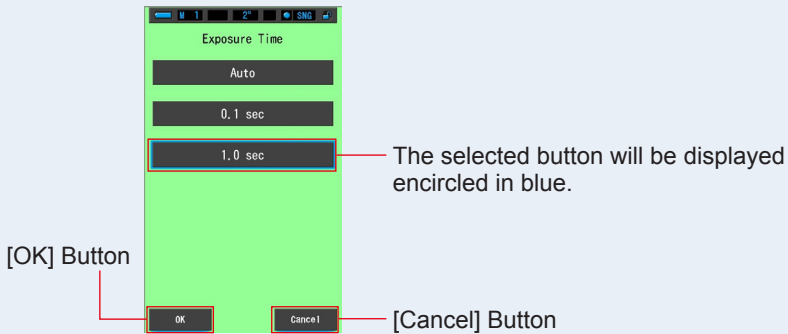 M 1 2° SNG
Exposure Time
Auto
0.1 sec
1.0 sec
The selected button will be displayed
encircled in blue.
[OK] Button
OK
Cancel
[Cancel] Button